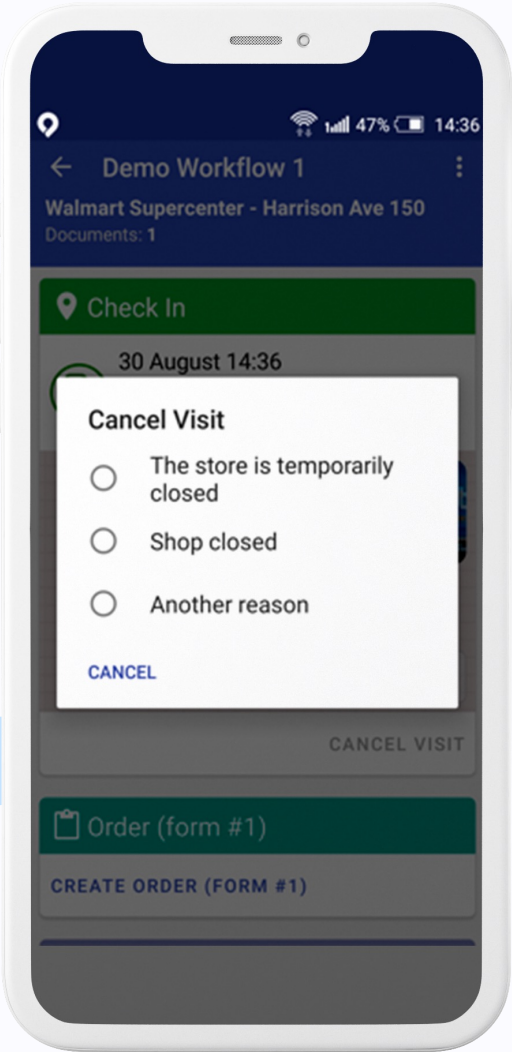 47% 14:36
Demo Workflow 1
Walmart Supercenter - Harrison Ave 150
Documents: 1
Check In
30 August 14:36
Cancel Visit
The store is temporarily
closed
Shop closed
Another reason
CANCEL
CANCEL VISIT
Order (form #1)
CREATE ORDER (FORM #1)